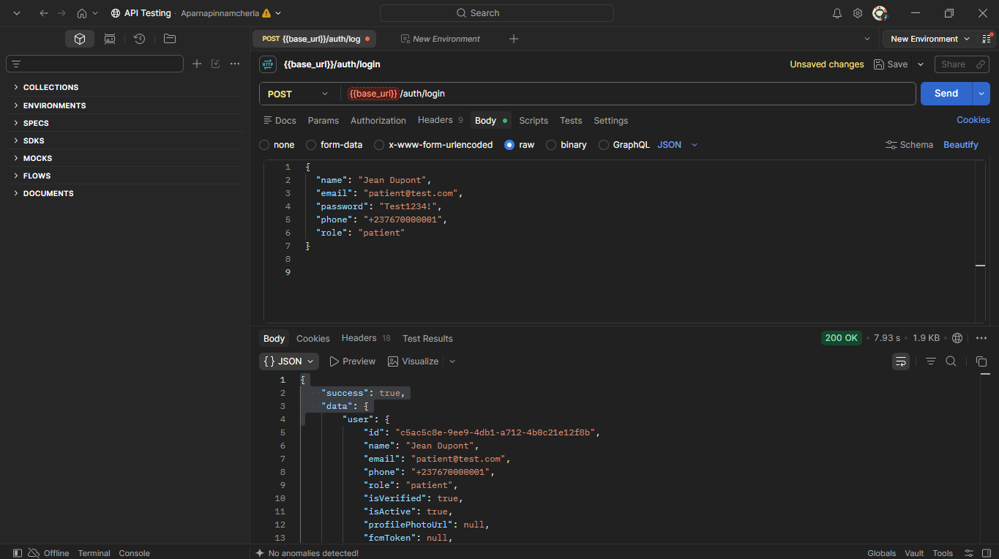 API Testing · Aparnapinnamcherla
Search
POST {{base_url}}/auth/log
New Environment
New Environment
HTTP {{base_url}}/auth/login
Unsaved changes
Save
Share
COLLECTIONS
ENVIRONMENTS
SPECS
SDKS
MOCKS
FLOWS
DOCUMENTS
POST
{{base_url}}/auth/login
Send
Docs Params Authorization Headers 9 Body Scripts Tests Settings
Cookies
none form-data x-www-form-urlencoded raw binary GraphQL JSON
Schema Beautify
1 {
2 "name": "Jean Dupont",
3 "email": "patient@test.com",
4 "password": "Test1234!",
5 "phone": "+237670000001",
6 "role": "patient"
7 }
8
9
Body Cookies Headers 18 Test Results
200 OK • 7.93 s • 1.9 KB
{} JSON Preview Visualize
1 {
2 "success": true,
3 "data": {
4 "user": {
5 "id": "c5ac5c8e-9ee9-4db1-a712-4b0c21e12f8b",
6 "name": "Jean Dupont",
7 "email": "patient@test.com",
8 "phone": "+237670000001",
9 "role": "patient",
10 "isVerified": true,
11 "isActive": true,
12 "profilePhotoUrl": null,
13 "fcmToken": null,
Offline Terminal Console
No anomalies detected!
Globals Vault Tools